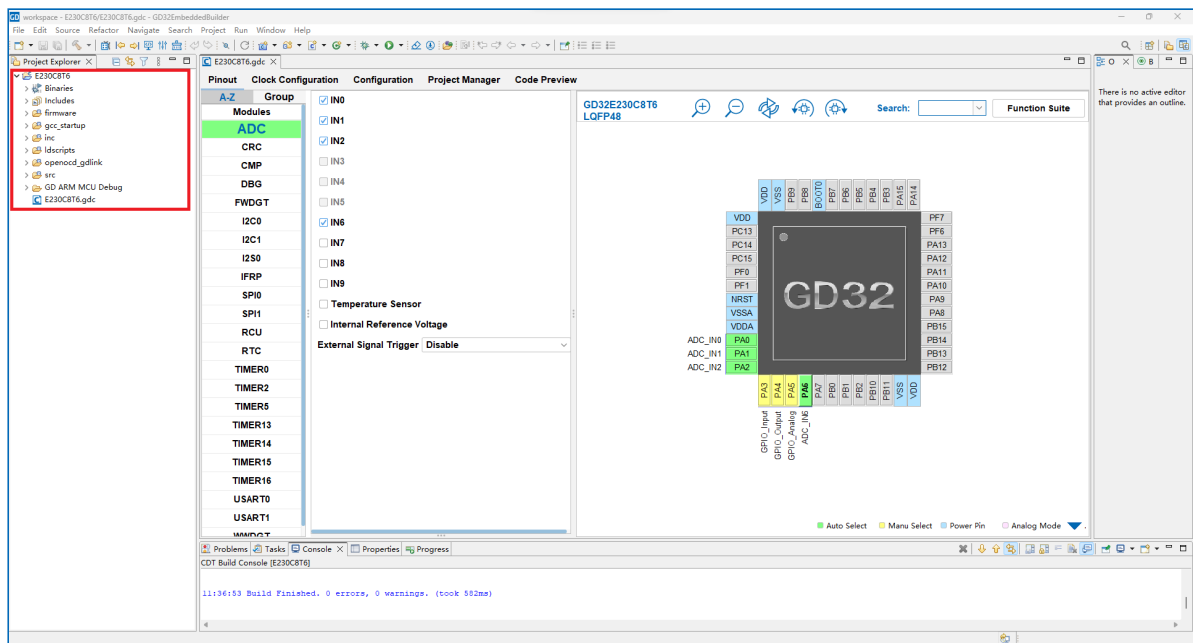 workspace - E230C8T6/E230C8T6.gdc - GD32EmbeddedBuilder
File Edit Source Refactor Navigate Search Project Run Window Help
Project Explorer
E230C8T6
Binaries
Includes
firmware
gcc_startup
inc
ldscripts
openocd_gdlink
src
GD ARM MCU Debug
E230C8T6.gdc
E230C8T6.gdc
Pinout Clock Configuration Configuration Project Manager Code Preview
A-Z Group
Modules
ADC
CRC
CMP
DBG
FWDGT
I2C0
I2C1
I2S0
IFRP
SPI0
SPI1
RCU
RTC
TIMER0
TIMER2
TIMER5
TIMER13
TIMER14
TIMER15
TIMER16
USART0
USART1
WWDGT
IN0
IN1
IN2
IN3
IN4
IN5
IN6
IN7
IN8
IN9
Temperature Sensor
Internal Reference Voltage
External Signal Trigger Disable
GD32E230C8T6
LQFP48
Search:
Function Suite
VDD VSS PB9 PB8 BOOT0 PB7 PB6 PB5 PB4 PB3 PA15 PA14
VDD
PC13
PC14
PC15
PF0
PF1
NRST
VSSA
VDDA
ADC_IN0 PA0
ADC_IN1 PA1
ADC_IN2 PA2
GD32
PF7
PF6
PA13
PA12
PA11
PA10
PA9
PA8
PB15
PB14
PB13
PB12
PA3 PA4 PA5 PA6 PA7 PB0 PB1 PB2 PB10 PB11 VSS VDD
GPIO_Input GPIO_Output GPIO_Analog ADC_IN6
Auto Select Manu Select Power Pin Analog Mode
O B
There is no active editor
that provides an outline.
Problems Tasks Console Properties Progress
CDT Build Console [E230C8T6]
11:36:53 Build Finished. 0 errors, 0 warnings. (took 582ms)